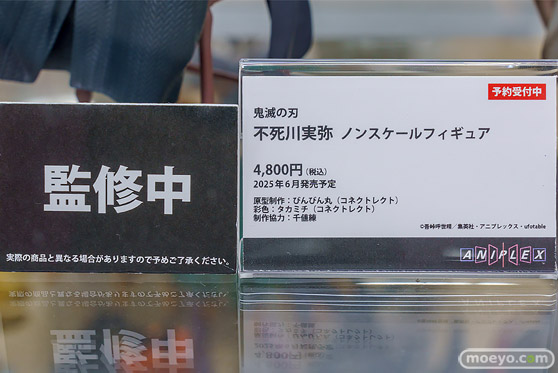 監修中
実際の商品と異なる場合がありますので予めご了承ください。
予約受付中
鬼滅の刃
不死川実弥 ノンスケールフィギュア
4,800円(税込)
2025年6月発売予定
原型制作：ぴんぴん丸（コネクトレクト）
彩色：タカミチ（コネクトレクト）
制作協力：千値練
©吾峠呼世晴／集英社・アニプレックス・ufotable
ANIPLEX
moeyo.com